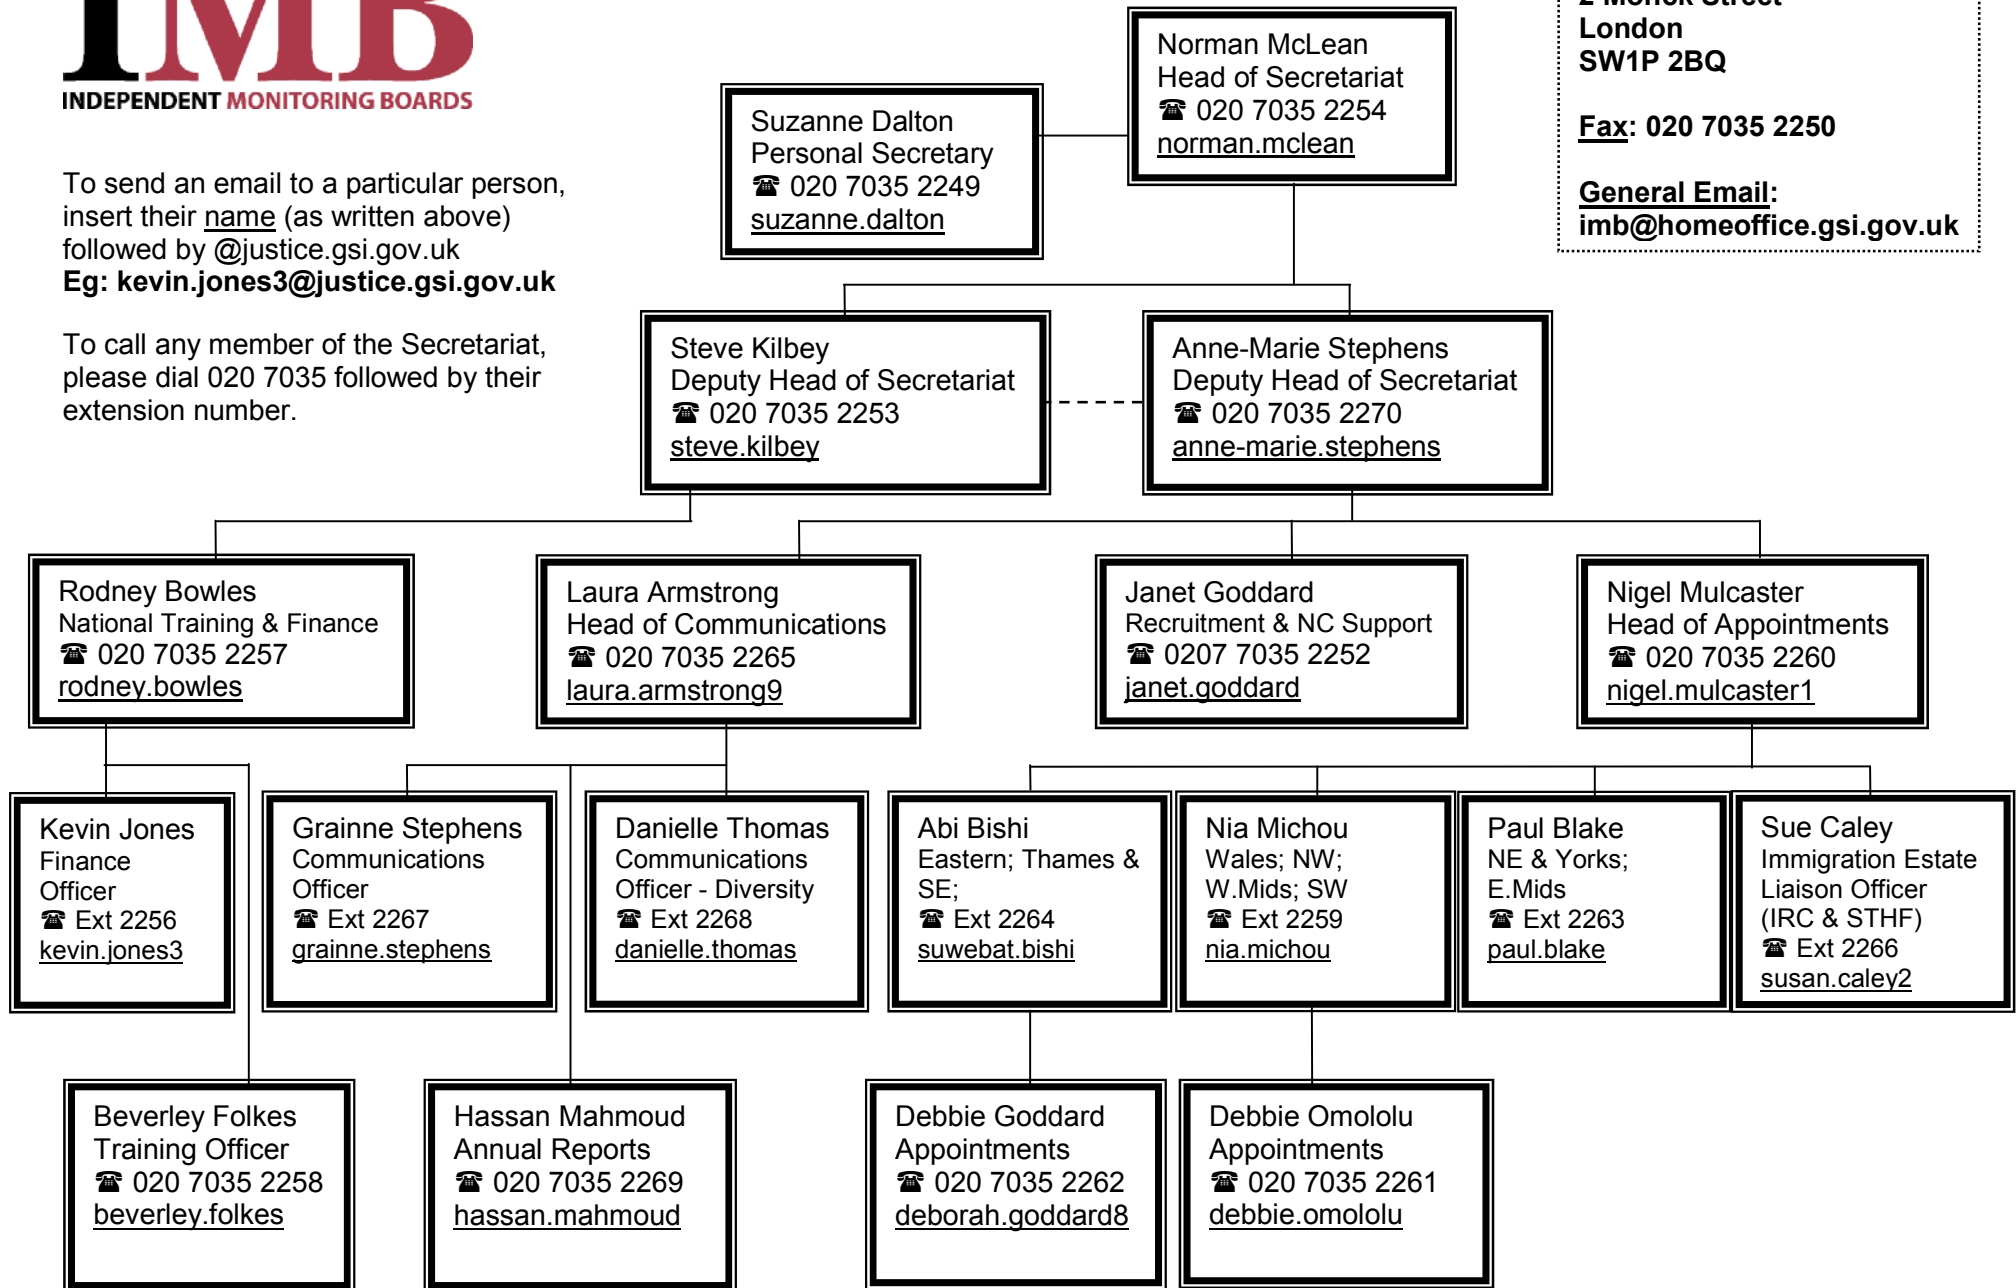 IMB
INDEPENDENT MONITORING BOARDS
To send an email to a particular person,
insert their name (as written above)
followed by @justice.gsi.gov.uk
Eg: kevin.jones3@justice.gsi.gov.uk
To call any member of the Secretariat,
please dial 020 7035 followed by their
extension number.
Suzanne Dalton
Personal Secretary
☎ 020 7035 2249
suzanne.dalton
Norman McLean
Head of Secretariat
☎ 020 7035 2254
norman.mclean
London
SW1P 2BQ
Fax: 020 7035 2250
General Email:
imb@homeoffice.gsi.gov.uk
Steve Kilbey
Deputy Head of Secretariat
☎ 020 7035 2253
steve.kilbey
Anne-Marie Stephens
Deputy Head of Secretariat
☎ 020 7035 2270
anne-marie.stephens
Rodney Bowles
National Training & Finance
☎ 020 7035 2257
rodney.bowles
Laura Armstrong
Head of Communications
☎ 020 7035 2265
laura.armstrong9
Janet Goddard
Recruitment & NC Support
☎ 0207 7035 2252
janet.goddard
Nigel Mulcaster
Head of Appointments
☎ 020 7035 2260
nigel.mulcaster1
Kevin Jones
Finance
Officer
☎ Ext 2256
kevin.jones3
Grainne Stephens
Communications
Officer
☎ Ext 2267
grainne.stephens
Danielle Thomas
Communications
Officer - Diversity
☎ Ext 2268
danielle.thomas
Abi Bishi
Eastern; Thames &
SE;
☎ Ext 2264
suwebat.bishi
Nia Michou
Wales; NW;
W.Mids; SW
☎ Ext 2259
nia.michou
Paul Blake
NE & Yorks;
E.Mids
☎ Ext 2263
paul.blake
Sue Caley
Immigration Estate
Liaison Officer
(IRC & STHF)
☎ Ext 2266
susan.caley2
Beverley Folkes
Training Officer
☎ 020 7035 2258
beverley.folkes
Hassan Mahmoud
Annual Reports
☎ 020 7035 2269
hassan.mahmoud
Debbie Goddard
Appointments
☎ 020 7035 2262
deborah.goddard8
Debbie Omololu
Appointments
☎ 020 7035 2261
debbie.omololu